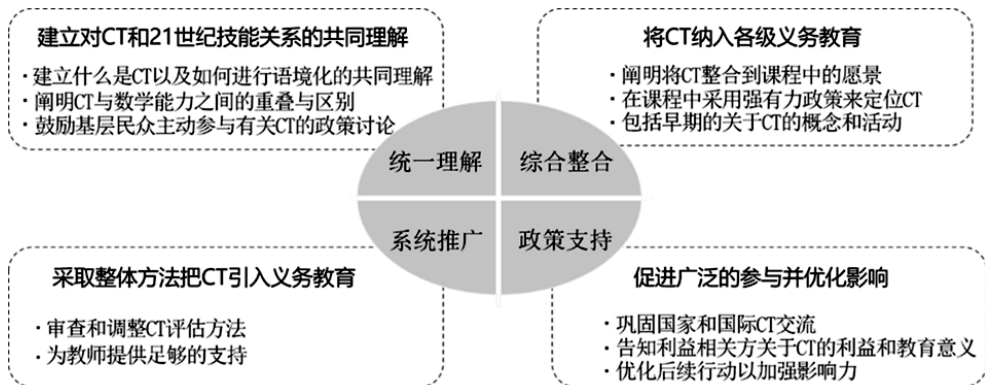 建立对CT和21世纪技能关系的共同理解
·建立什么是CT以及如何进行语境化的共同理解
·阐明CT与数学能力之间的重叠与区别
·鼓励基层民众主动参与有关CT的政策讨论
将CT纳入各级义务教育
·阐明将CT整合到课程中的愿景
·在课程中采用强有力政策来定位CT
·包括早期的关于CT的概念和活动
统一理解
综合整合
系统推广
政策支持
采取整体方法把CT引入义务教育
·审查和调整CT评估方法
·为教师提供足够的支持
促进广泛的参与并优化影响
·巩固国家和国际CT交流
·告知利益相关方关于CT的利益和教育意义
·优化后续行动以加强影响力